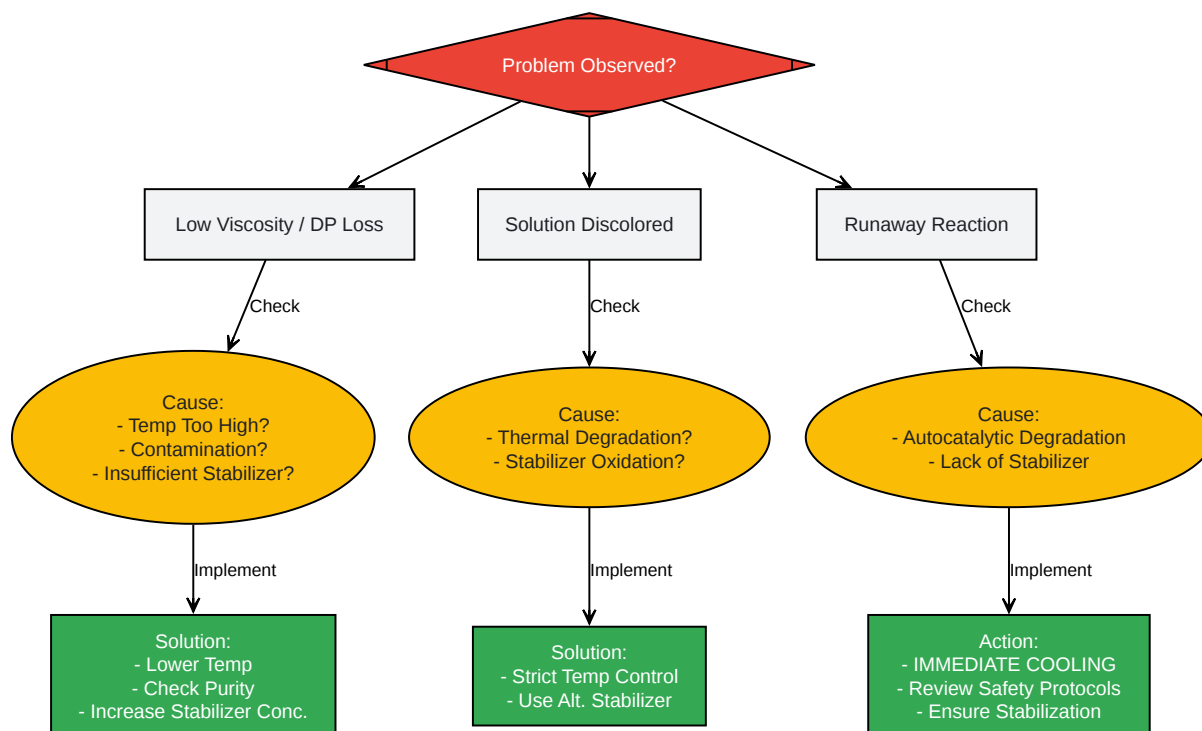 Problem Observed?
Low Viscosity / DP Loss
Solution Discolored
Runaway Reaction
Check
Check
Check
Cause:
- Temp Too High?
- Contamination?
- Insufficient Stabilizer?
Cause:
- Thermal Degradation?
- Stabilizer Oxidation?
Cause:
- Autocatalytic Degradation
- Lack of Stabilizer
Implement
Implement
Implement
Solution:
- Lower Temp
- Check Purity
- Increase Stabilizer Conc.
Solution:
- Strict Temp Control
- Use Alt. Stabilizer
Action:
- IMMEDIATE COOLING
- Review Safety Protocols
- Ensure Stabilization